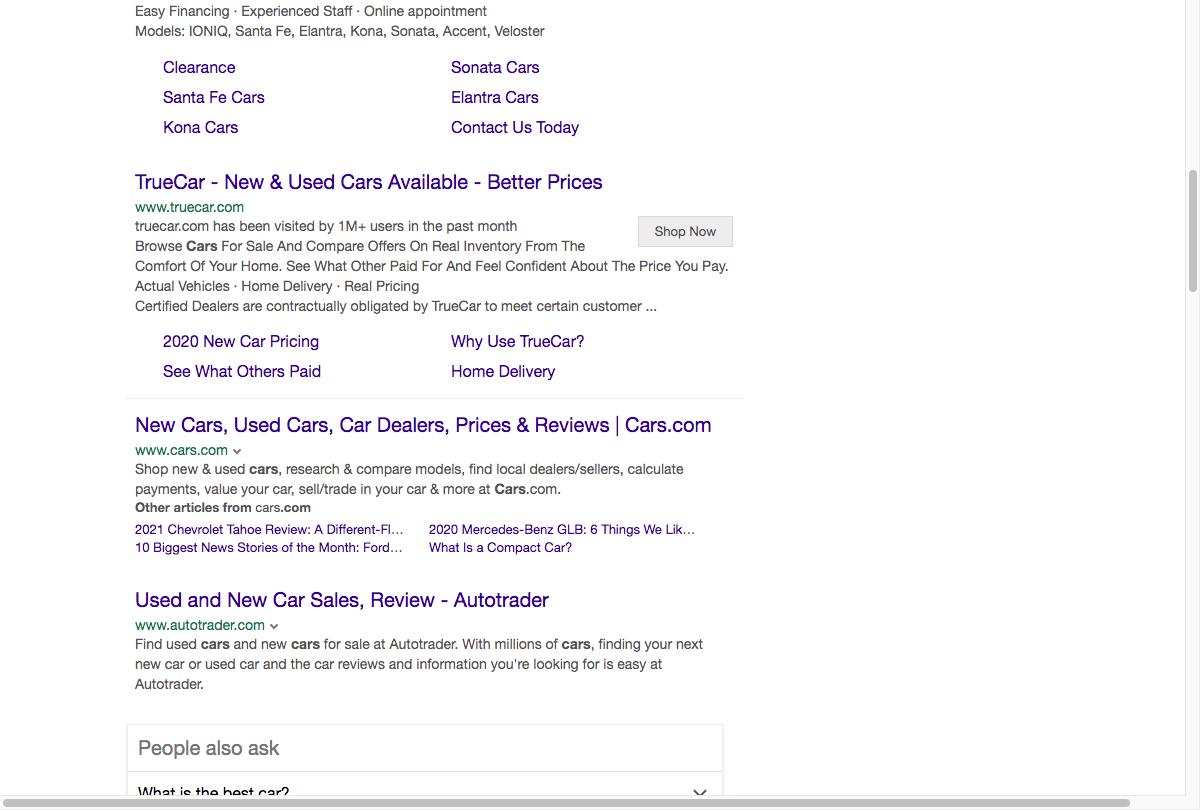 Easy Financing · Experienced Staff · Online appointment
Models: IONIQ, Santa Fe, Elantra, Kona, Sonata, Accent, Veloster
Clearance
Sonata Cars
Santa Fe Cars
Elantra Cars
Kona Cars
Contact Us Today
TrueCar - New & Used Cars Available - Better Prices
www.truecar.com
truecar.com has been visited by 1M+ users in the past month
Shop Now
Browse Cars For Sale And Compare Offers On Real Inventory From The
Comfort Of Your Home. See What Other Paid For And Feel Confident About The Price You Pay.
Actual Vehicles · Home Delivery · Real Pricing
Certified Dealers are contractually obligated by TrueCar to meet certain customer ...
2020 New Car Pricing
Why Use TrueCar?
See What Others Paid
Home Delivery
New Cars, Used Cars, Car Dealers, Prices & Reviews | Cars.com
www.cars.com
Shop new & used cars, research & compare models, find local dealers/sellers, calculate
payments, value your car, sell/trade in your car & more at Cars.com.
Other articles from cars.com
2021 Chevrolet Tahoe Review: A Different-Fl...
2020 Mercedes-Benz GLB: 6 Things We Lik...
10 Biggest News Stories of the Month: Ford...
What Is a Compact Car?
Used and New Car Sales, Review - Autotrader
www.autotrader.com
Find used cars and new cars for sale at Autotrader. With millions of cars, finding your next
new car or used car and the car reviews and information you're looking for is easy at
Autotrader.
People also ask
What is the best car?